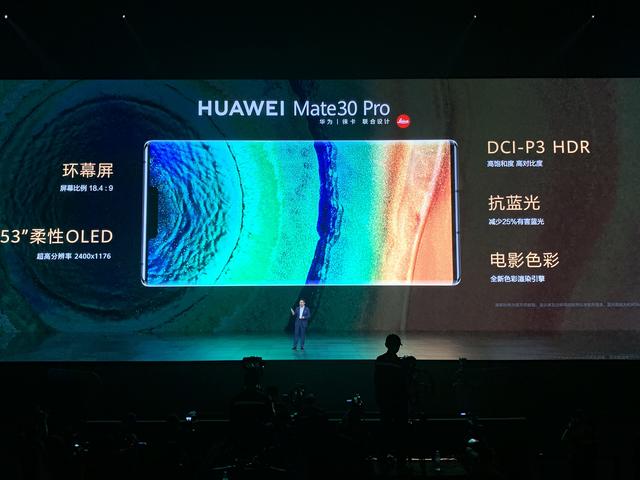 HUAWEI Mate30 Pro
华为 | 徕卡 联合设计
Leica
环幕屏
屏幕比例 18.4 : 9
53”柔性OLED
超高分辨率 2400x1176
DCI-P3 HDR
高饱和度 高对比度
抗蓝光
减少25%有害蓝光
电影色彩
全新色彩渲染引擎